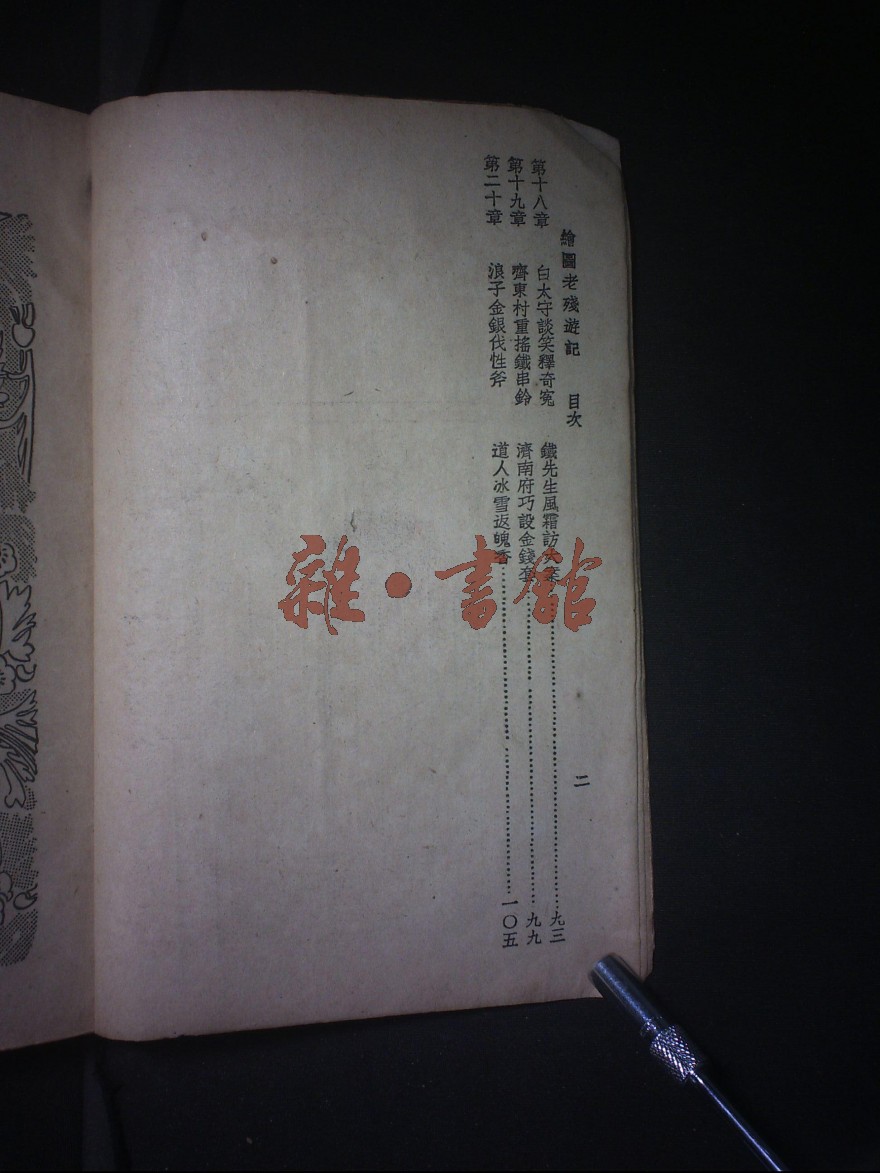 繪圖老殘遊記　目次　二
第十八章　白太守談笑釋奇冤　鐵先生風霜訪大案……九三
第十九章　齊東村重搖鐵串鈴　濟南府巧設金錢套……九九
第二十章　浪子金銀伐性斧　道人冰雪返魄香……一〇五
雜·書館